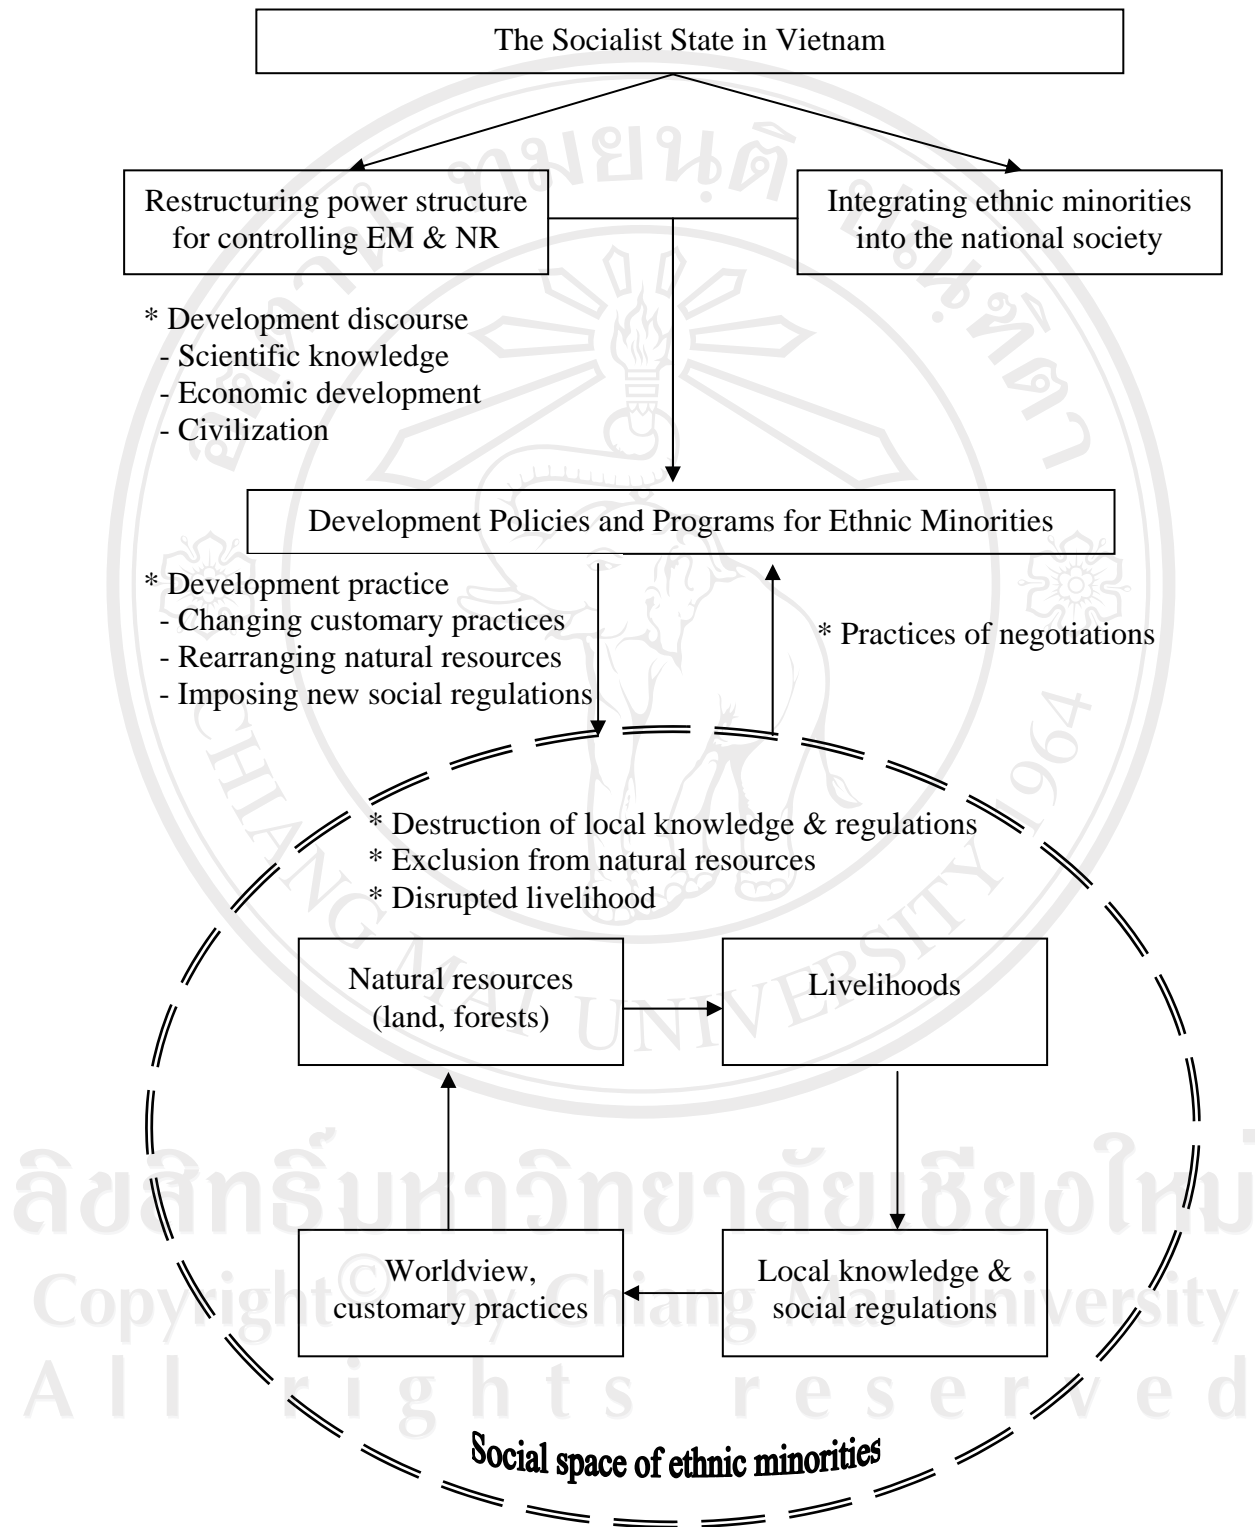 The Socialist State in Vietnam
Restructuring power structure
for controlling EM & NR
Integrating ethnic minorities
into the national society
* Development discourse
- Scientific knowledge
- Economic development
- Civilization
Development Policies and Programs for Ethnic Minorities
* Development practice
- Changing customary practices
- Rearranging natural resources
- Imposing new social regulations
* Practices of negotiations
* Destruction of local knowledge & regulations
* Exclusion from natural resources
* Disrupted livelihood
Natural resources
(land, forests)
Livelihoods
Worldview,
customary practices
Local knowledge &
social regulations
Social space of ethnic minorities
CHIANG MAI UNIVERSITY 1964
ลิขสิทธิ์มหาวิทยาลัยเชียงใหม่
Copyright© by Chiang Mai University
All rights reserved